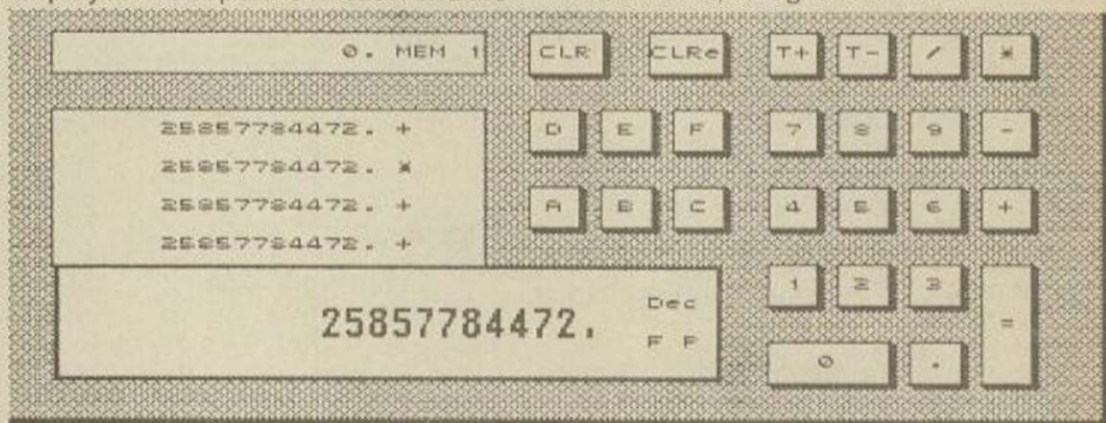 0. MEM 1 CLR CLRe T+ T- / *
25857784472. + D E F 7 8 9 -
25857784472. *
25857784472. + A B C 4 5 6 +
25857784472. +
25857784472. Dec 1 2 3 =
F P 0 .